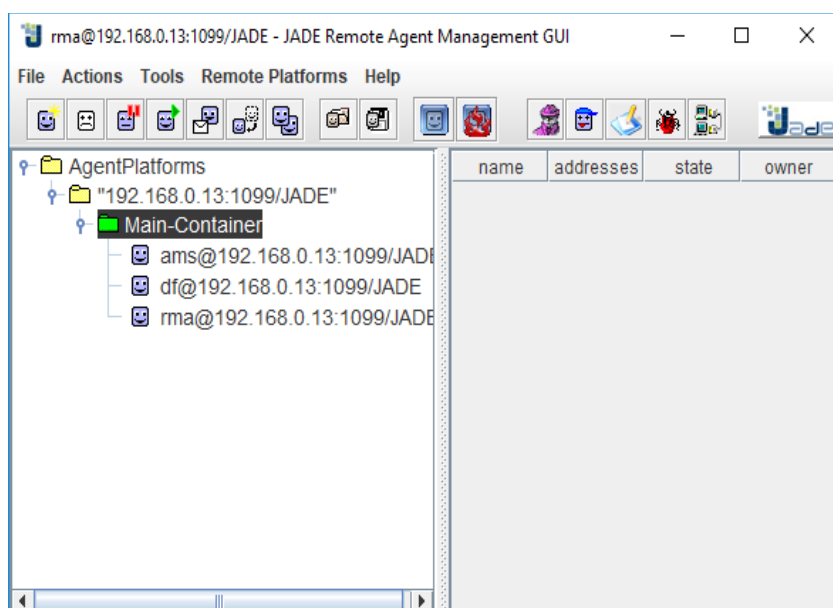 rma@192.168.0.13:1099/JADE - JADE Remote Agent Management GUI
File Actions Tools Remote Platforms Help
Jade
AgentPlatforms
"192.168.0.13:1099/JADE"
Main-Container
ams@192.168.0.13:1099/JADE
df@192.168.0.13:1099/JADE
rma@192.168.0.13:1099/JADE
name addresses state owner